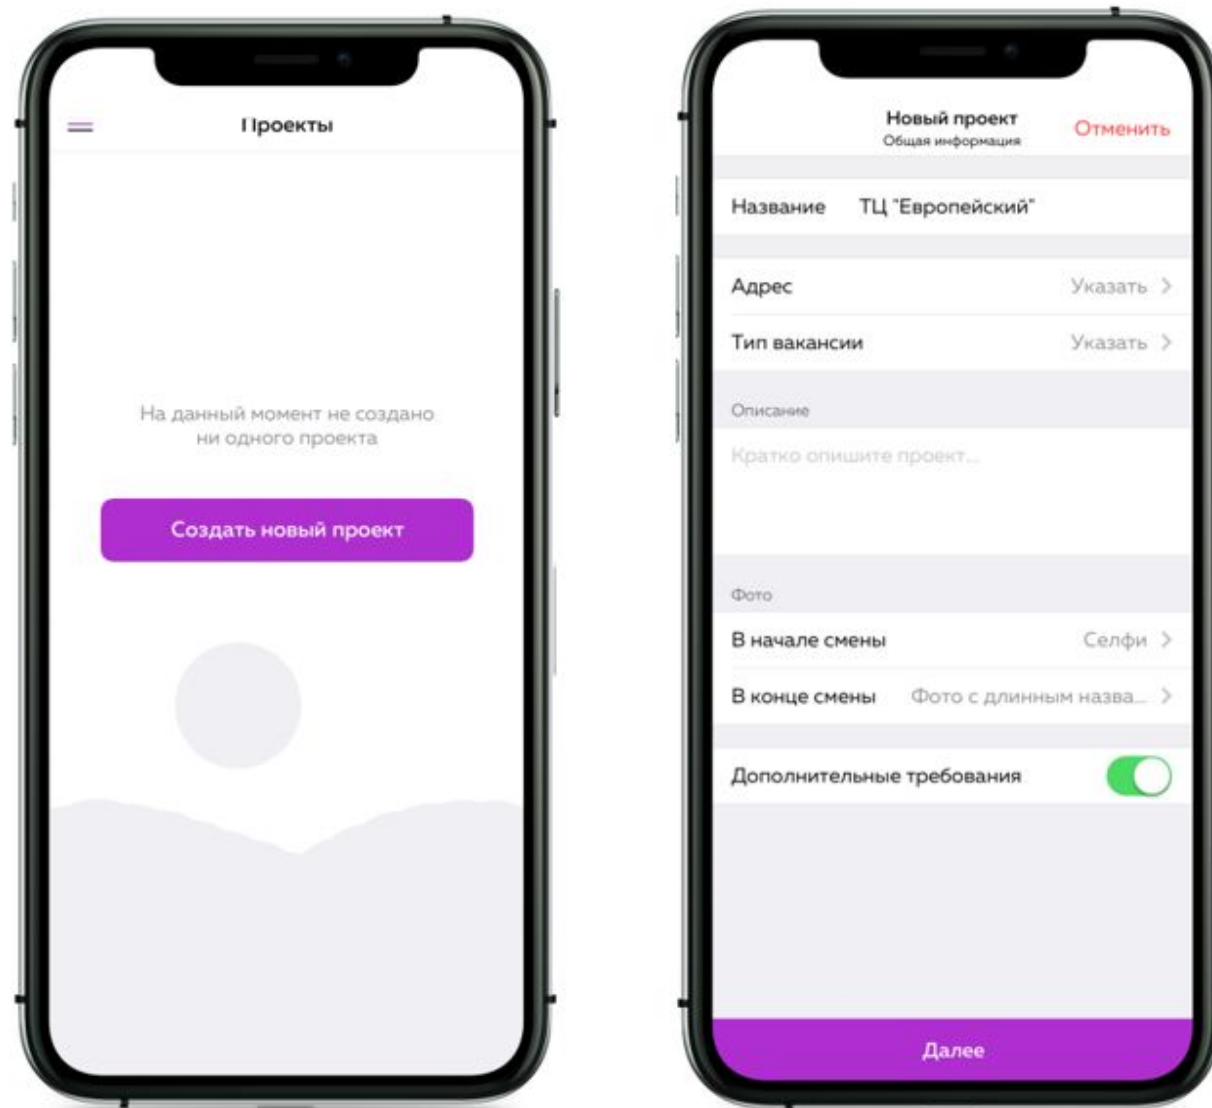 Проекты
На данный момент не создано
ни одного проекта
Создать новый проект
Новый проект
Общая информация
Отменить
Название ТЦ "Европейский"
Адрес Указать
Тип вакансии Указать
Описание
Кратко опишите проект...
Фото
В начале смены Селфи
В конце смены Фото с длинным назва...
Дополнительные требования
Далее